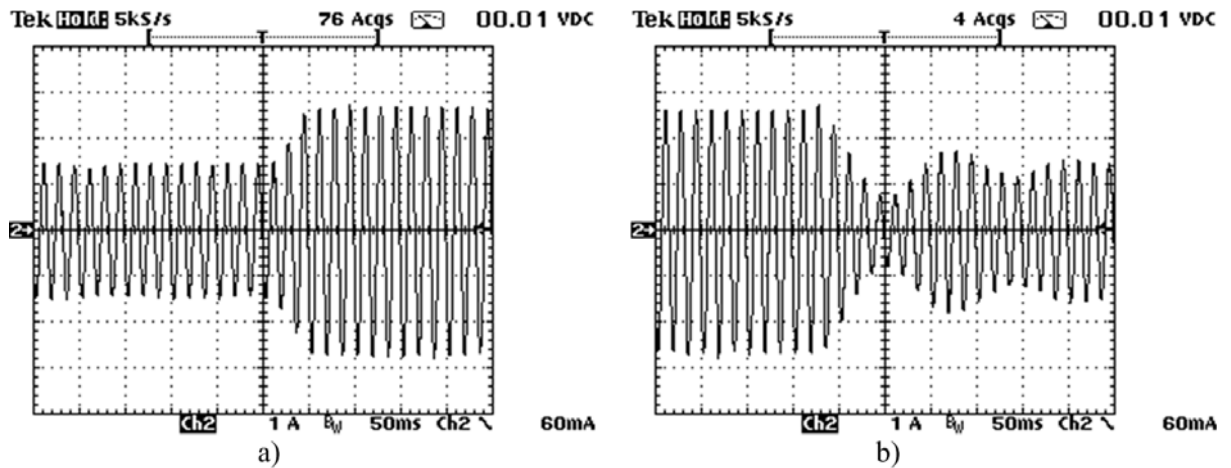 Tek Hold: 5kS/s 76 Acqs 00.01 VDC
T
2→
Ch2 1 A BW 50ms Ch2 60mA
a)
Tek Hold: 5kS/s 4 Acqs 00.01 VDC
T
2→
Ch2 1 A BW 50ms Ch2 60mA
b)